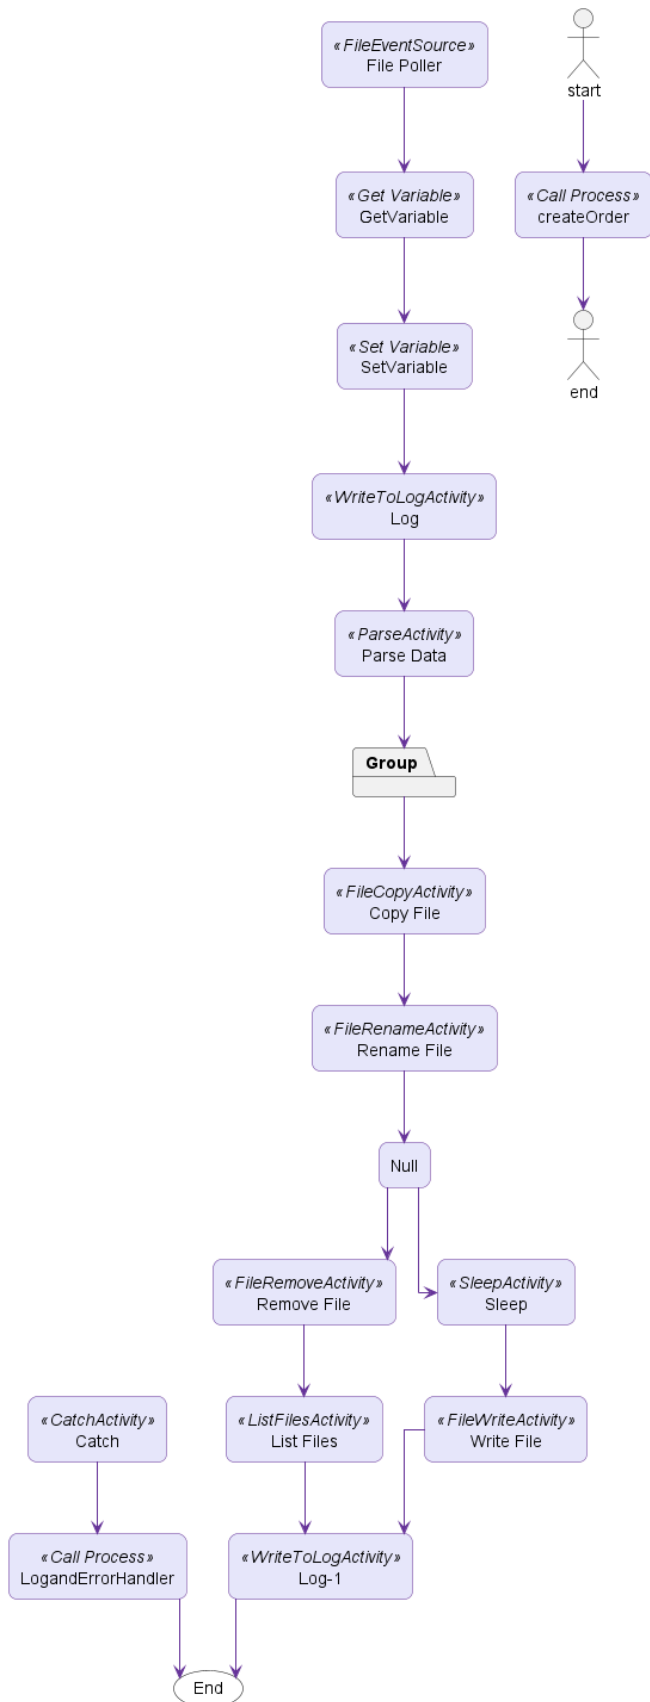 «FileEventSource»
File Poller
start
«Get Variable»
GetVariable
«Call Process»
createOrder
«Set Variable»
SetVariable
end
«WriteToLogActivity»
Log
«ParseActivity»
Parse Data
Group
«FileCopyActivity»
Copy File
«FileRenameActivity»
Rename File
Null
«FileRemoveActivity»
Remove File
«SleepActivity»
Sleep
«CatchActivity»
Catch
«ListFilesActivity»
List Files
«FileWriteActivity»
Write File
«Call Process»
LogandErrorHandler
«WriteToLogActivity»
Log-1
End